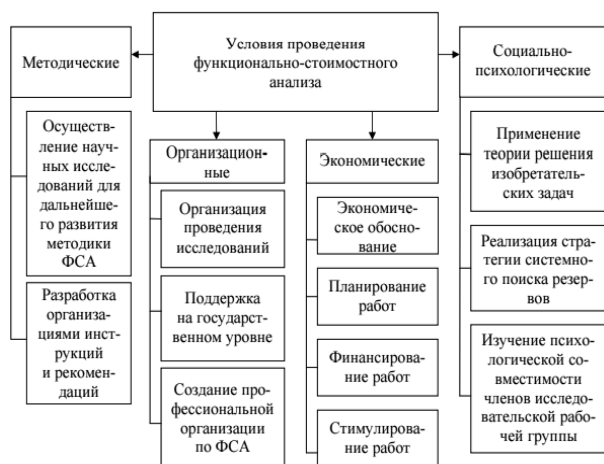 Условия проведения
функционально-стоимостного
анализа
Методические
Осуществ-
ление науч-
ных иссле-
дований для
дальнейше-
го развития
методики
ФСА
Разработка
организа-
циями инст-
рукций
и рекомен-
даций
Организацион-
ные
Организация
проведения
исследований
Поддержка
на государст-
венном уровне
Создание про-
фессиональной
организации
по ФСА
Экономические
Экономиче-
ское обосно-
вание
Планирование
работ
Финансирова-
ние работ
Стимулирова-
ние работ
Социально-
психологические
Применение
теории решения
изобретатель-
ских задач
Реализация стра-
тегии системно-
го поиска резер-
вов
Изучение психо-
логической со-
вместимости
членов исследо-
вательской рабо-
чей группы